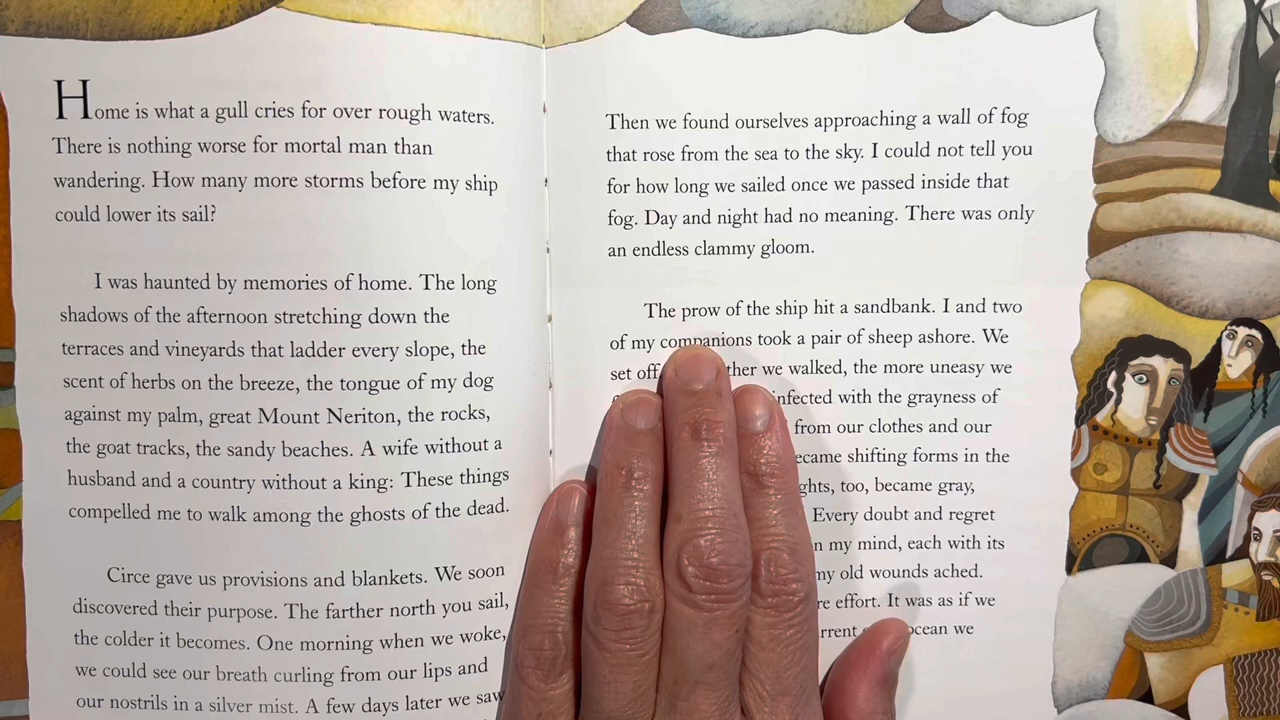 Home is what a gull cries for over rough waters.
There is nothing worse for mortal man than
wandering. How many more storms before my ship
could lower its sail?
I was haunted by memories of home. The long
shadows of the afternoon stretching down the
terraces and vineyards that ladder every slope, the
scent of herbs on the breeze, the tongue of my dog
against my palm, great Mount Neriton, the rocks,
the goat tracks, the sandy beaches. A wife without a
husband and a country without a king: These things
compelled me to walk among the ghosts of the dead.
Circe gave us provisions and blankets. We soon
discovered their purpose. The farther north you sail,
the colder it becomes. One morning when we woke,
we could see our breath curling from our lips and
our nostrils in a silver mist. A few days later we saw
Then we found ourselves approaching a wall of fog
that rose from the sea to the sky. I could not tell you
for how long we sailed once we passed inside that
fog. Day and night had no meaning. There was only
an endless clammy gloom.
The prow of the ship hit a sandbank. I and two
of my companions took a pair of sheep ashore. We
set off we walked, the more uneasy we
infected with the grayness of
from our clothes and our
became shifting forms in the
too, became gray,
Every doubt and regret
my mind, each with its
my old wounds ached.
effort. It was as if we
ocean we